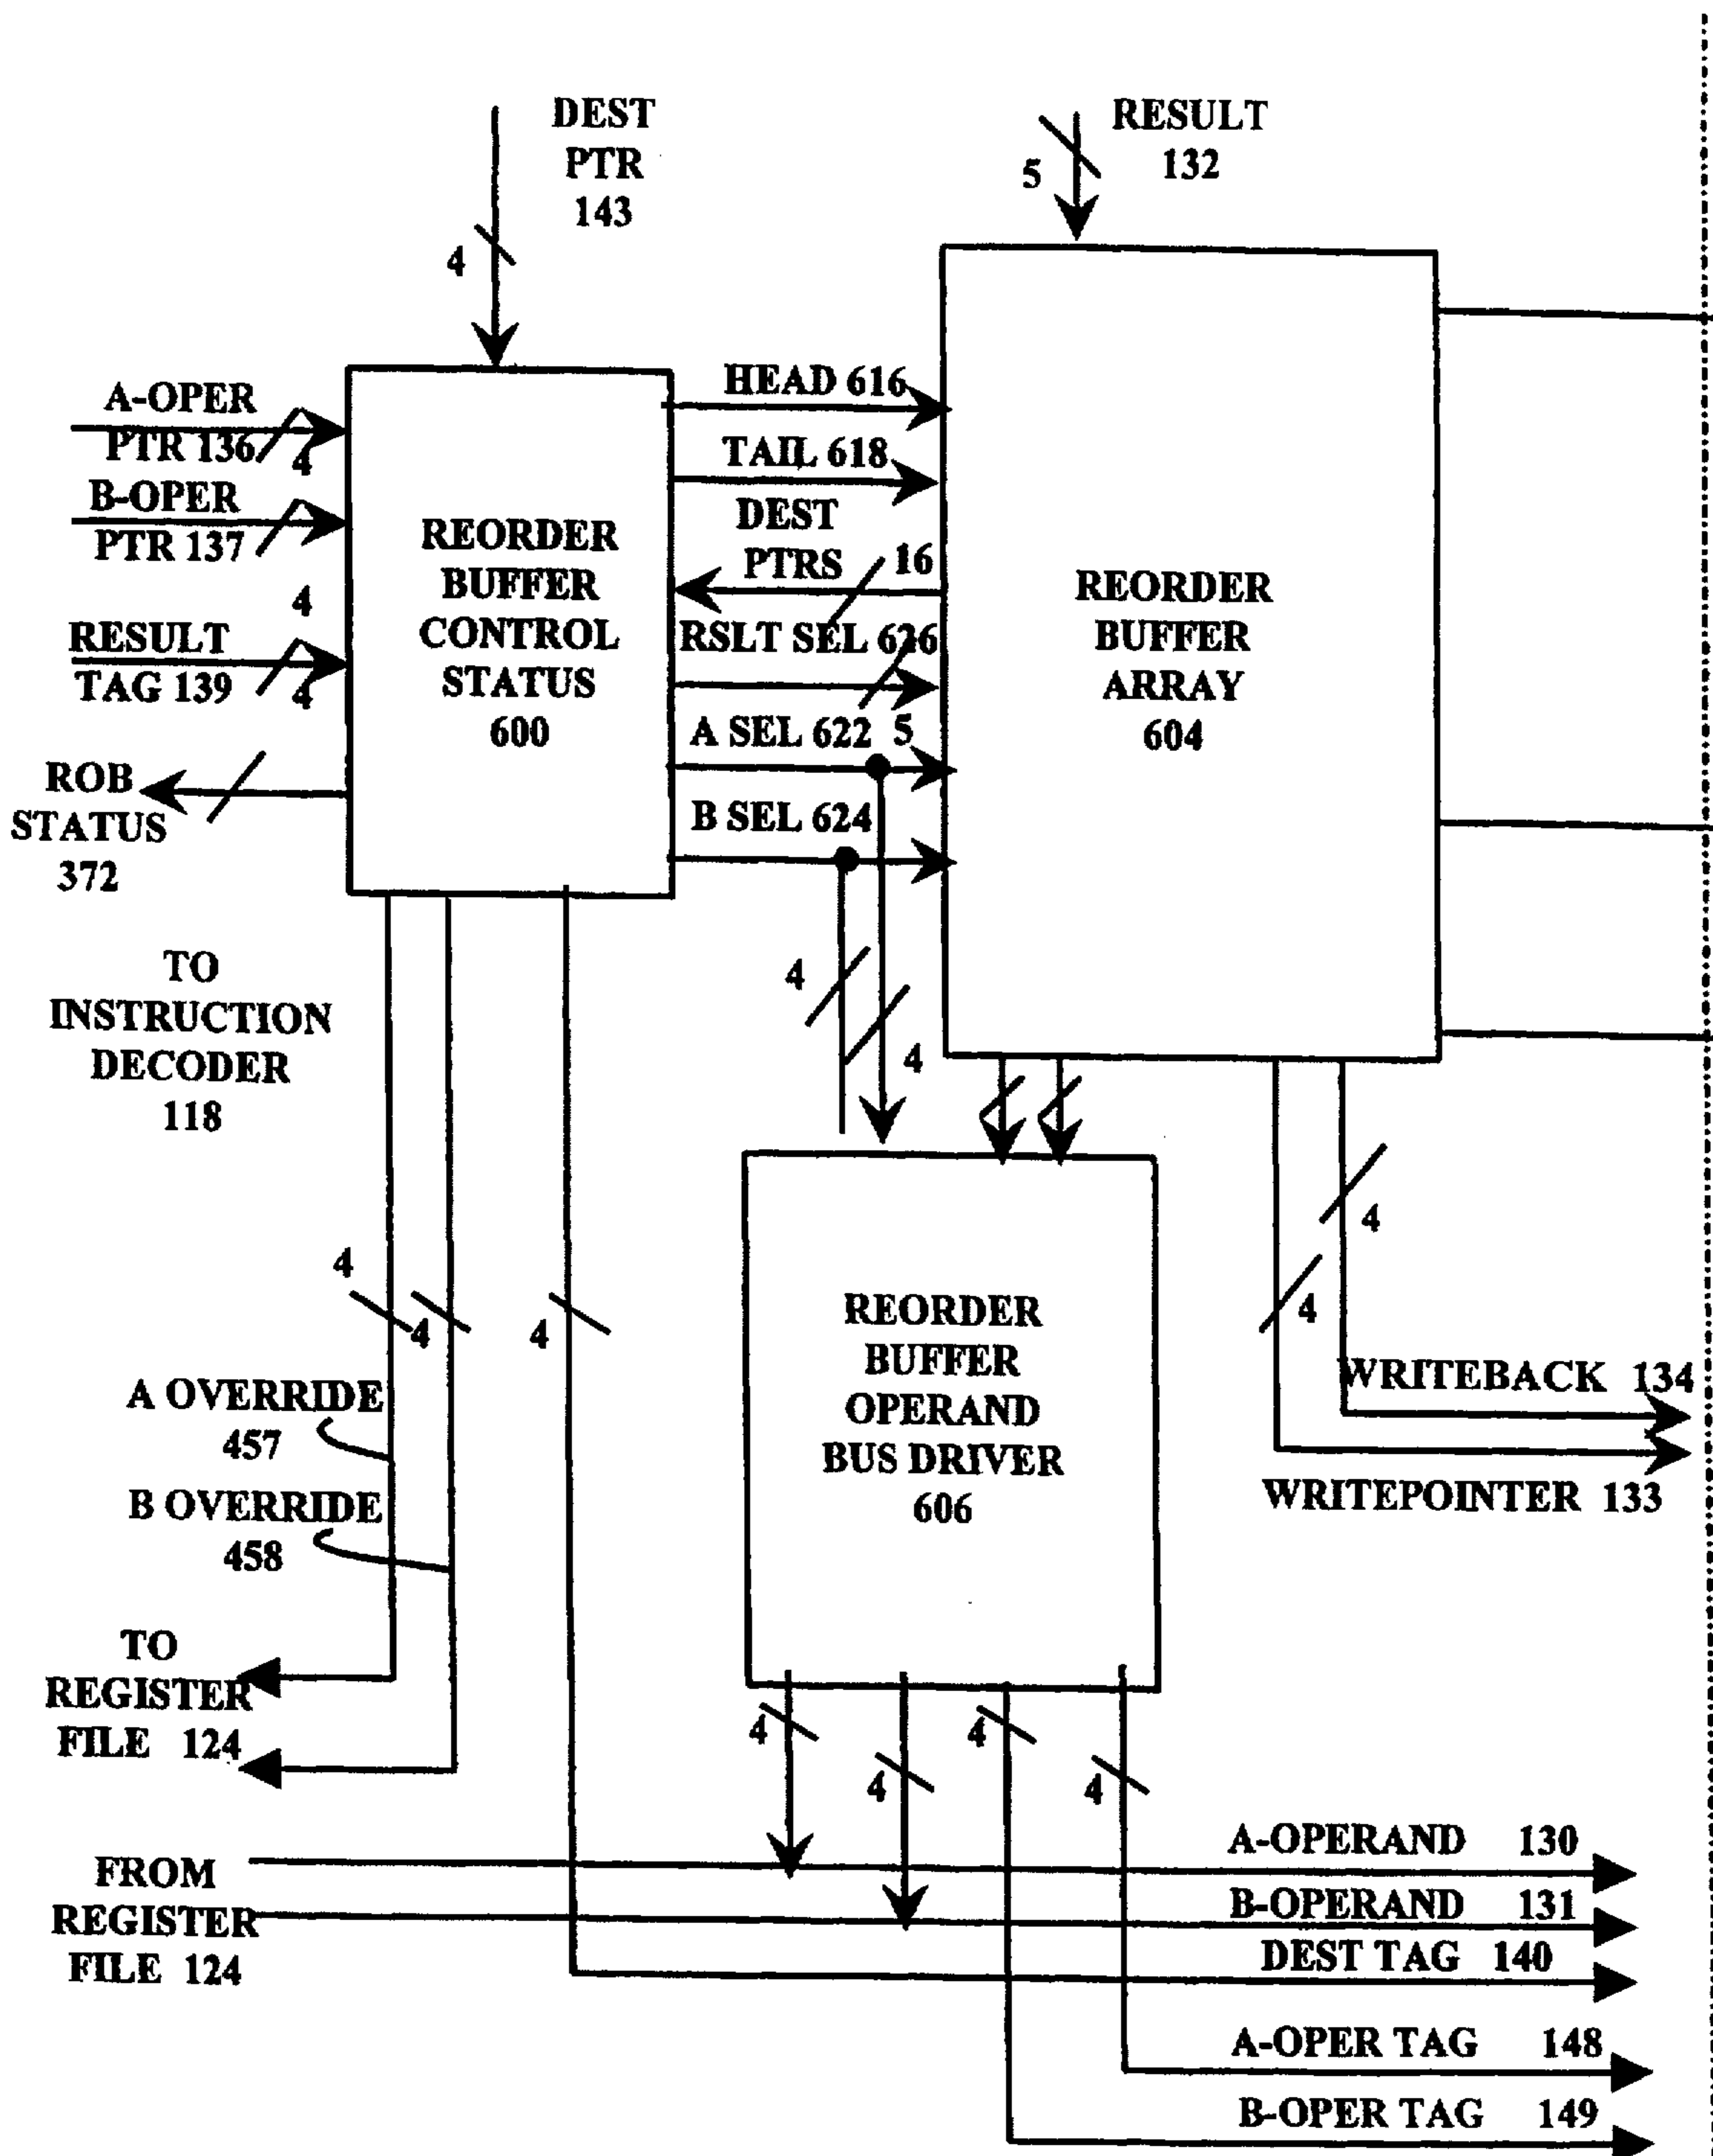 DEST
PTR
143
4
RESULT
132
5
A-OPER
PTR 136
4
B-OPER
PTR 137
4
RESULT
TAG 139
4
ROB
STATUS
372
TO
INSTRUCTION
DECODER
118
REORDER
BUFFER
CONTROL
STATUS
600
HEAD 616
TAIL 618
DEST
PTRS
16
RSLT SEL 626
5
A SEL 622
B SEL 624
4
4
REORDER
BUFFER
ARRAY
604
4
4
4
4
4
REORDER
BUFFER
OPERAND
BUS DRIVER
606
WRITEBACK 134
WRITEPOINTER 133
A OVERRIDE
457
B OVERRIDE
458
TO
REGISTER
FILE 124
4
4
4
4
FROM
REGISTER
FILE 124
A-OPERAND 130
B-OPERAND 131
DEST TAG 140
A-OPER TAG 148
B-OPER TAG 149